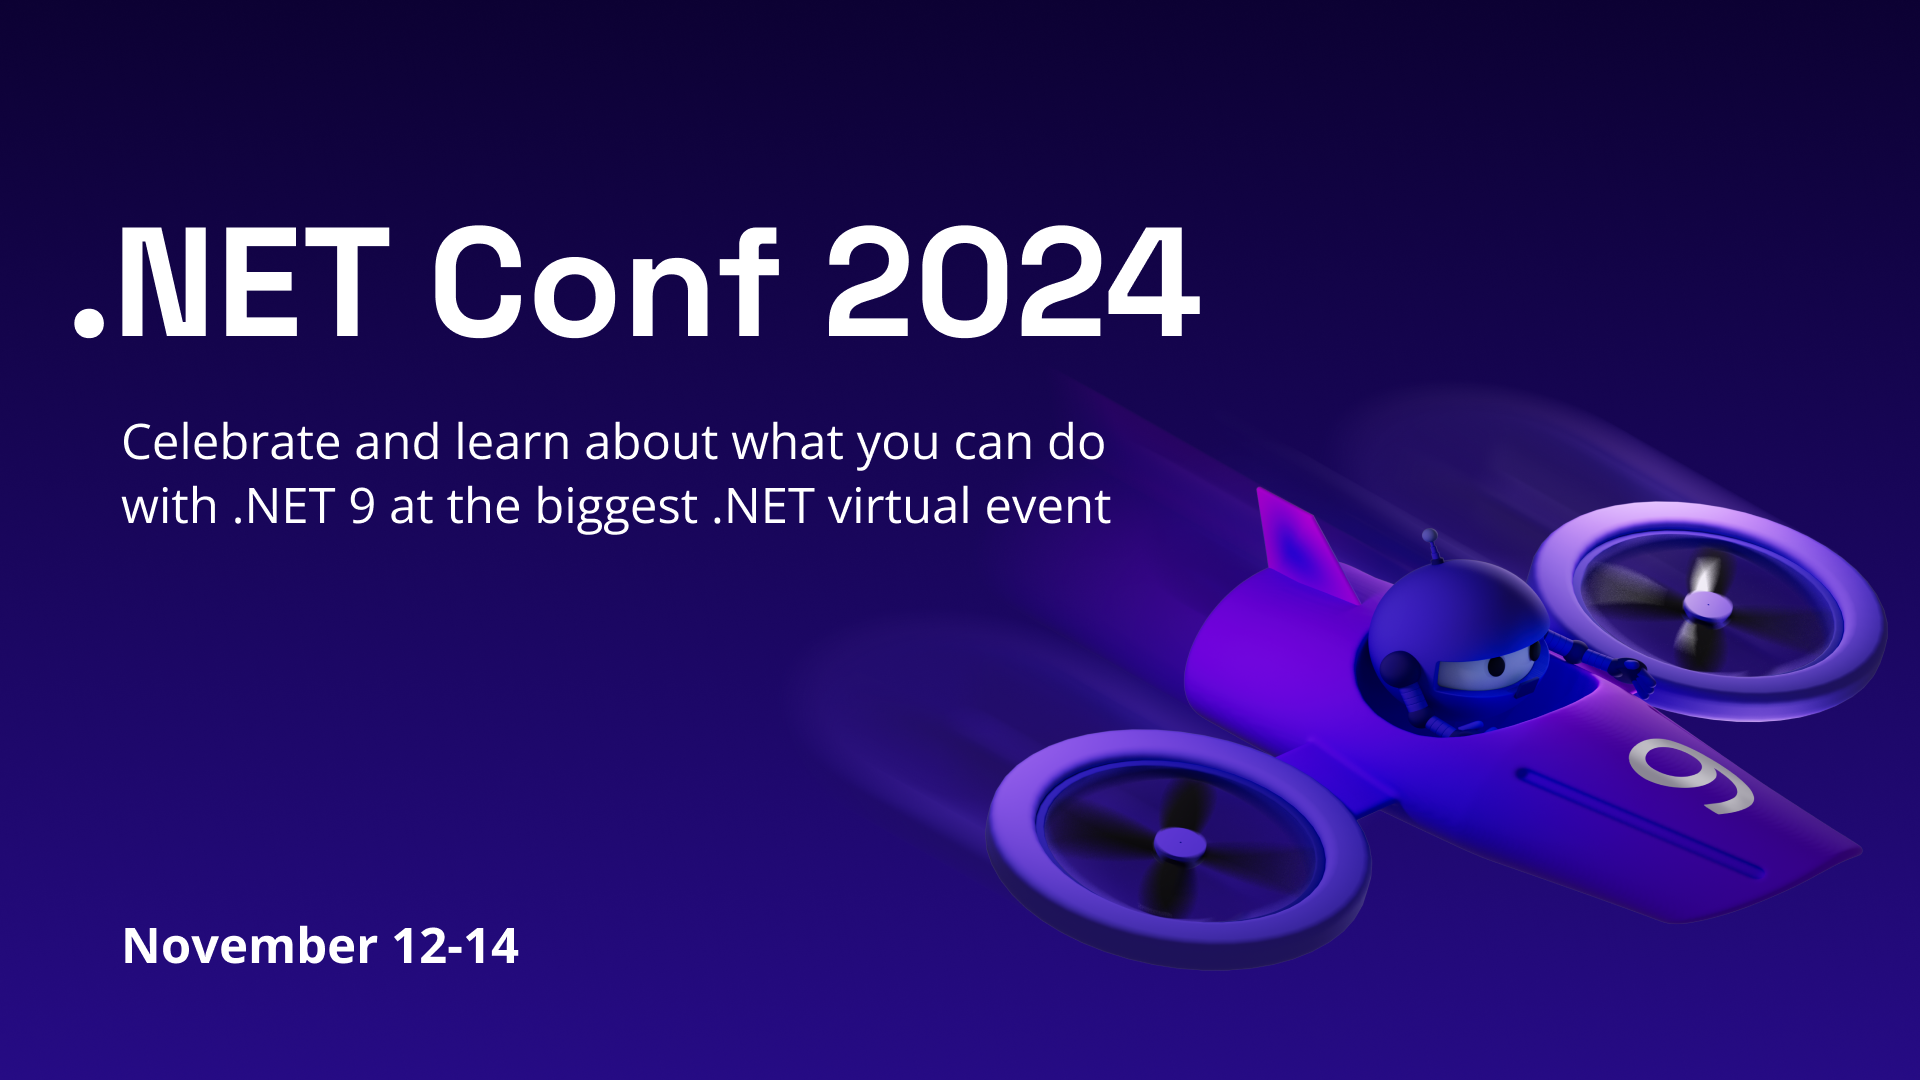 .NET Conf 2024
Celebrate and learn about what you can do
with .NET 9 at the biggest .NET virtual event
9
November 12-14